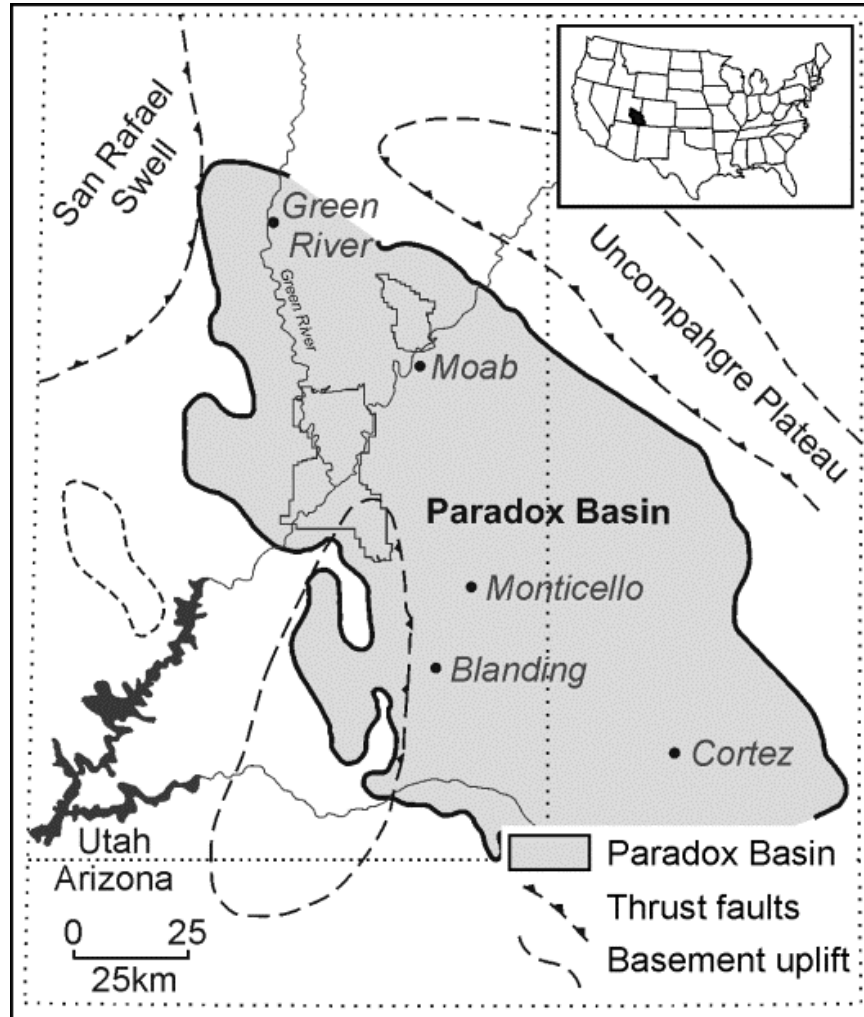 San Rafael
Swell
Green
River
Green River
Moab
Uncompahgre Plateau
Paradox Basin
Monticello
Blanding
Cortez
Utah
Arizona
0 25
25km
Paradox Basin
Thrust faults
Basement uplift